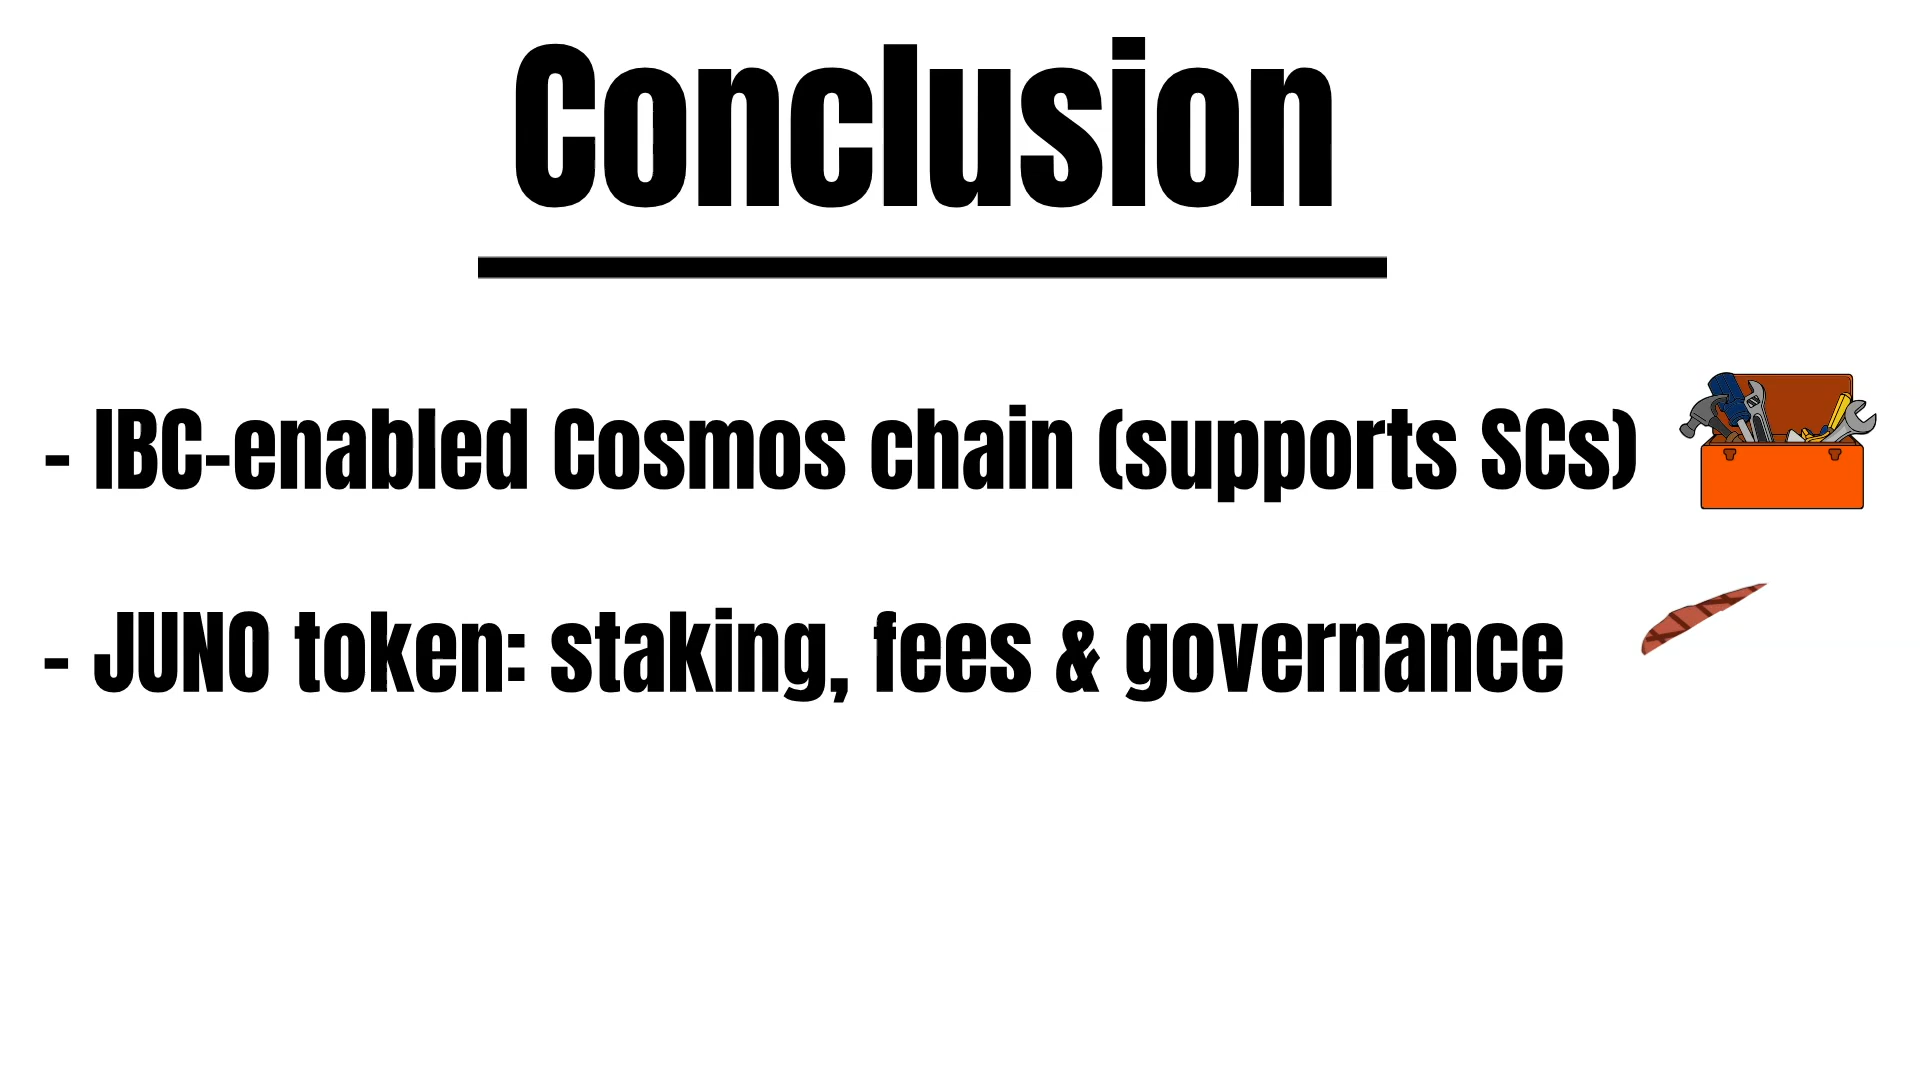 Conclusion
- IBC-enabled Cosmos chain (supports SCs)
- JUNO token: staking, fees & governance